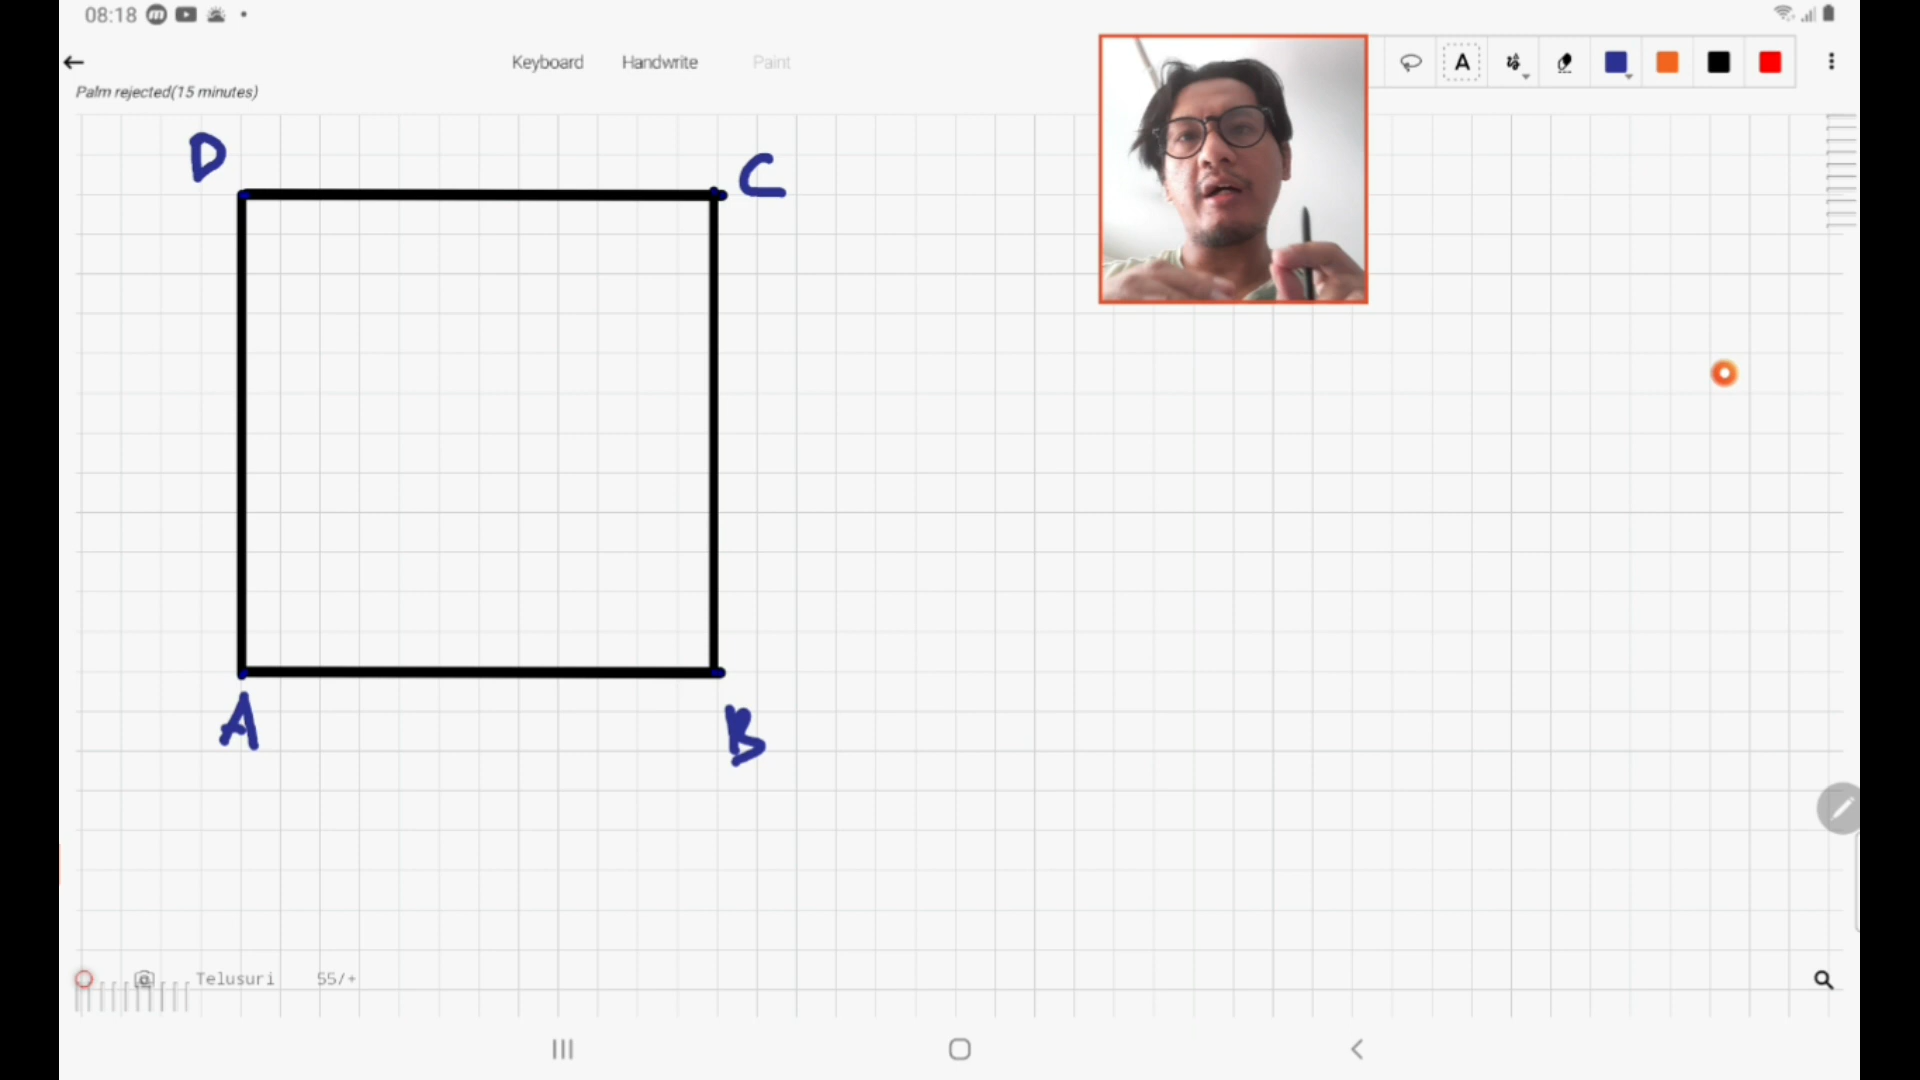 08:18
Keyboard Handwrite Paint
A
Palm rejected(15 minutes)
D
C
A
B
Telusuri 55/+